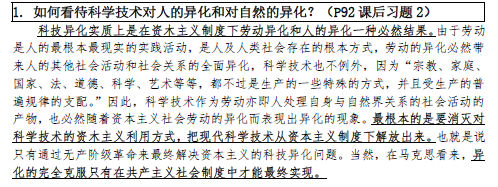 1. 如何看待科学技术对人的异化和对自然的异化？（P92 课后习题 2）
科技异化实质上是在资本主义制度下劳动异化和人的异化一种必然结果。由于劳动
是人的最根本最现实的实践活动，是人及人类社会存在的根本方式，劳动的异化必然带
来人的其他社会活动和社会关系的全面异化，科学技术也不例外，因为“宗教、家庭、
国家、法、道德、科学、艺术等等，都不过是生产的一些特殊的方式，并且受生产的普
遍规律的支配。”因此，科学技术作为劳动亦即人处理自身与自然界关系的社会活动的
产物，也必然随着资本主义社会劳动的异化而表现出异化的现象。最根本的是要消灭对
科学技术的资本主义利用方式，把现代科学技术从资本主义制度下解放出来。也就是说
只有通过无产阶级革命来最终解决资本主义的科技异化问题。当然，在马克思看来，异
化的完全克服只有在共产主义社会制度中才能最终实现。